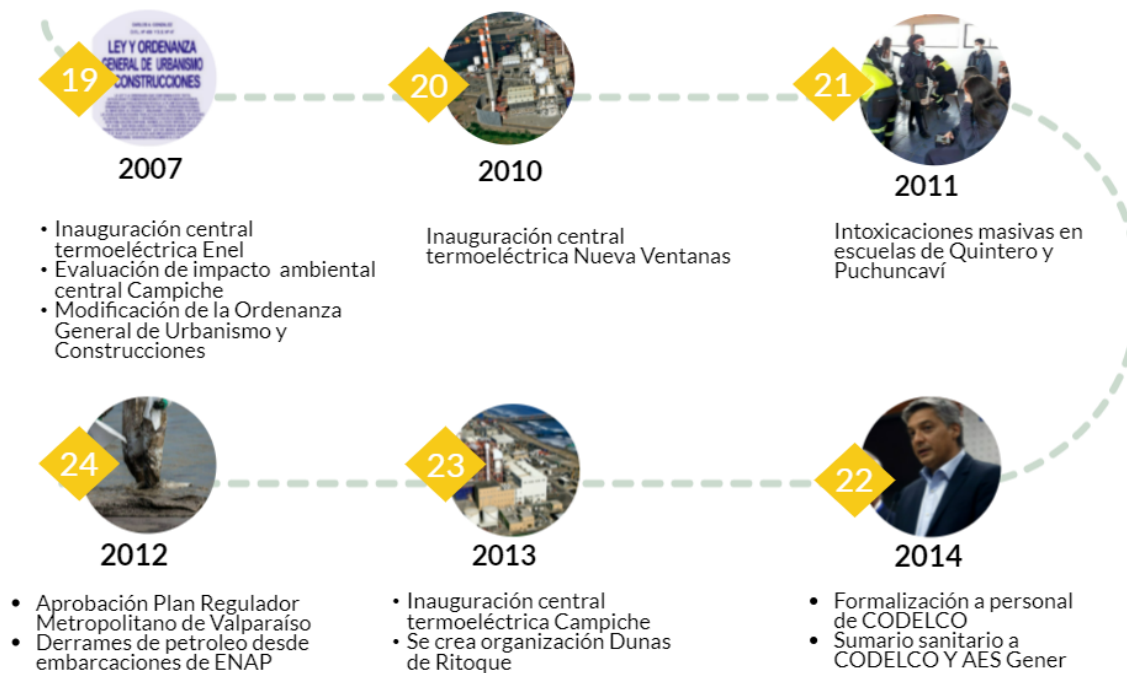 19
LEY Y ORDENANZA
GENERAL DE URBANISMO
CONSTRUCCIONES
2007
• Inauguración central
termoeléctrica Enel
• Evaluación de impacto ambiental
central Campiche
• Modificación de la Ordenanza
General de Urbanismo y
Construcciones
20
2010
Inauguración central
termoeléctrica Nueva Ventanas
21
2011
Intoxicaciones masivas en
escuelas de Quintero y
Puchuncaví
22
2014
• Formalización a personal
de CODELCO
• Sumario sanitario a
CODELCO Y AES Gener
23
2013
• Inauguración central
termoeléctrica Campiche
• Se crea organización Dunas
de Ritoque
24
2012
• Aprobación Plan Regulador
Metropolitano de Valparaíso
• Derrames de petroleo desde
embarcaciones de ENAP